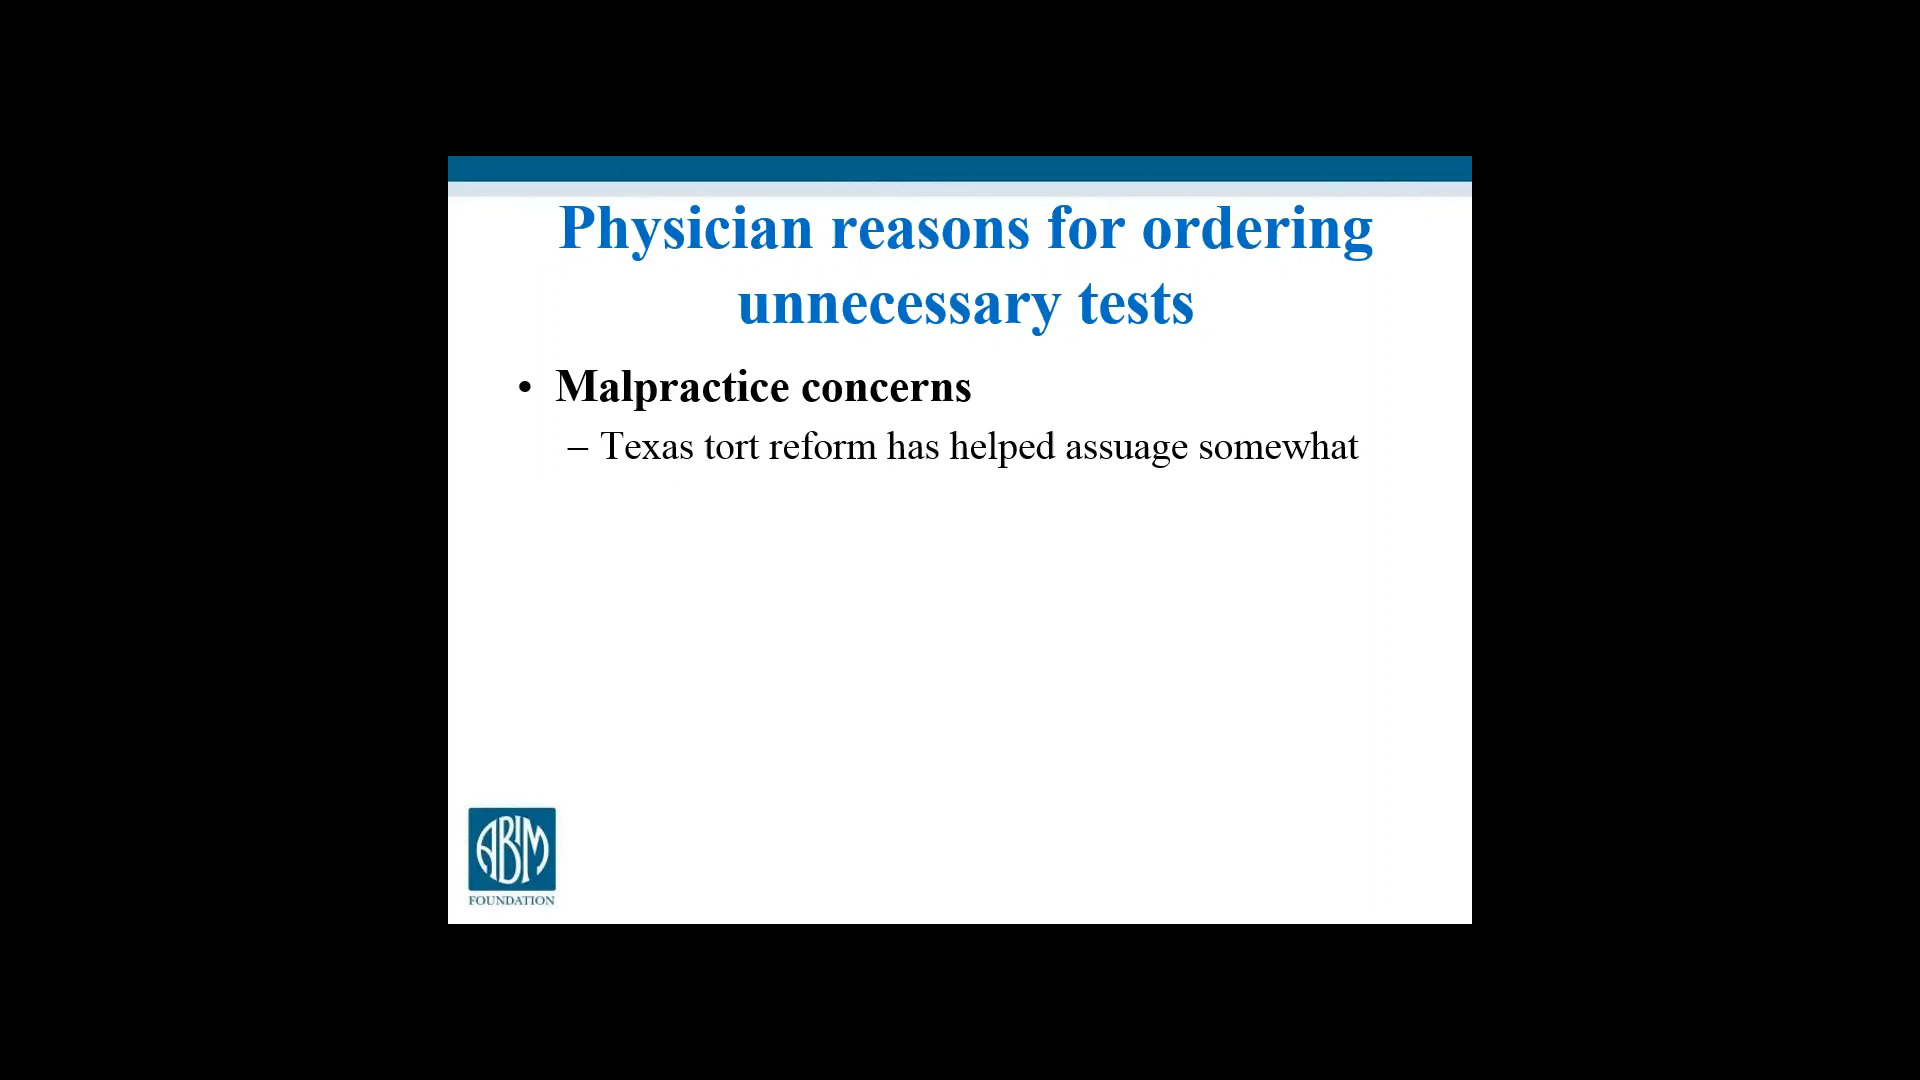 Physician reasons for ordering
unnecessary tests
• Malpractice concerns
– Texas tort reform has helped assuage somewhat
ABIM
FOUNDATION